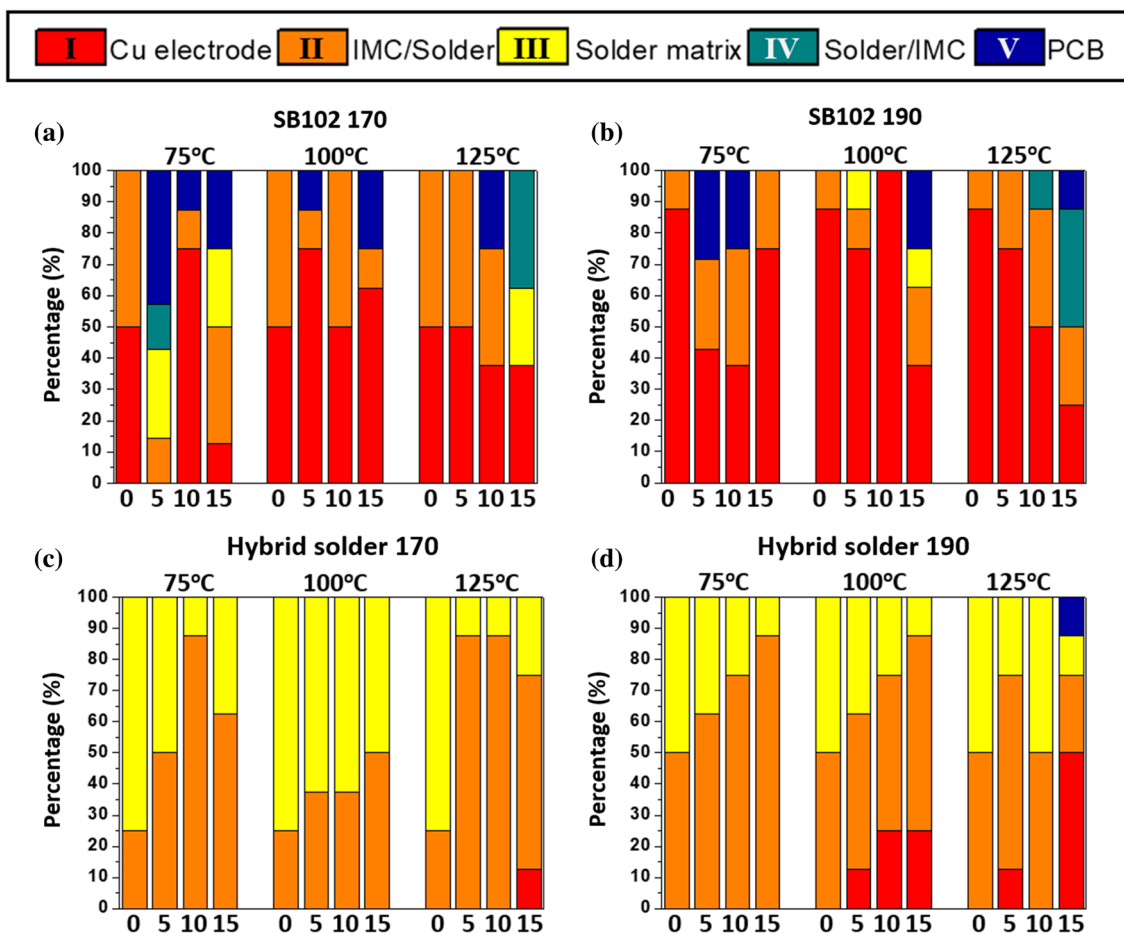 I Cu electrode II IMC/Solder III Solder matrix IV Solder/IMC V PCB
(a) SB102 170
75°C 100°C 125°C
Percentage (%)
100
90
80
70
60
50
40
30
20
10
0
0 5 10 15 0 5 10 15 0 5 10 15
(b) SB102 190
75°C 100°C 125°C
Percentage (%)
100
90
80
70
60
50
40
30
20
10
0
0 5 10 15 0 5 10 15 0 5 10 15
(c) Hybrid solder 170
75°C 100°C 125°C
Percentage (%)
100
90
80
70
60
50
40
30
20
10
0
0 5 10 15 0 5 10 15 0 5 10 15
(d) Hybrid solder 190
75°C 100°C 125°C
Percentage (%)
100
90
80
70
60
50
40
30
20
10
0
0 5 10 15 0 5 10 15 0 5 10 15